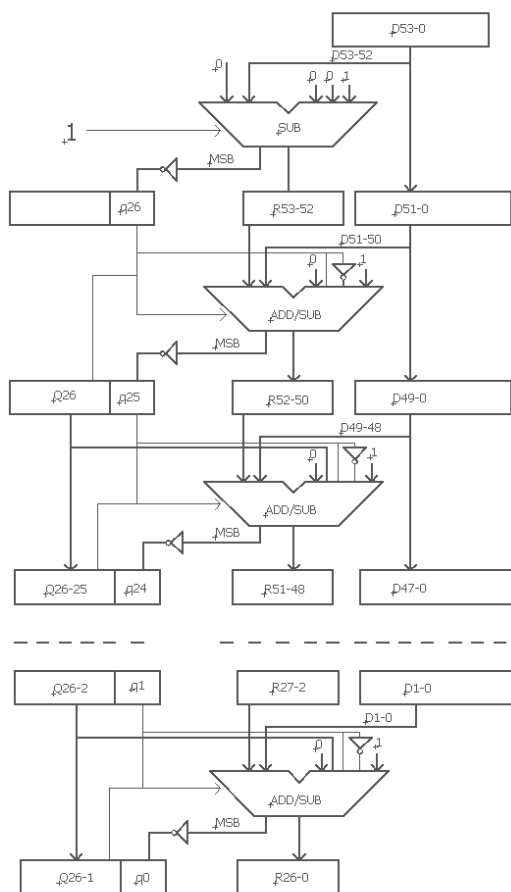 D53-0
D53-52
0
0 0 1
SUB
1
MSB
q26
R53-52
D51-0
D51-50
0
1
ADD/SUB
MSB
Q26
q25
R52-50
D49-0
D49-48
0
1
ADD/SUB
MSB
Q26-25
q24
R51-48
D47-0
Q26-2
q1
R27-2
D1-0
D1-0
0
1
ADD/SUB
MSB
Q26-1
q0
R26-0